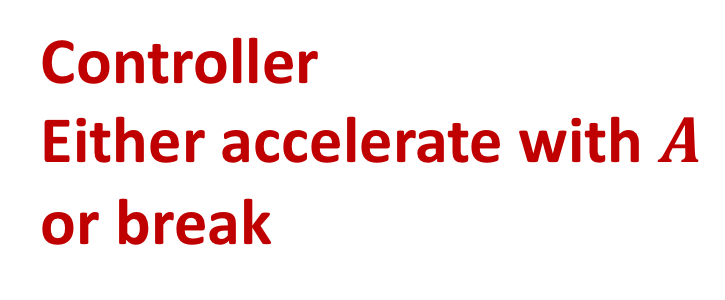 Controller
Either accelerate with A
or break